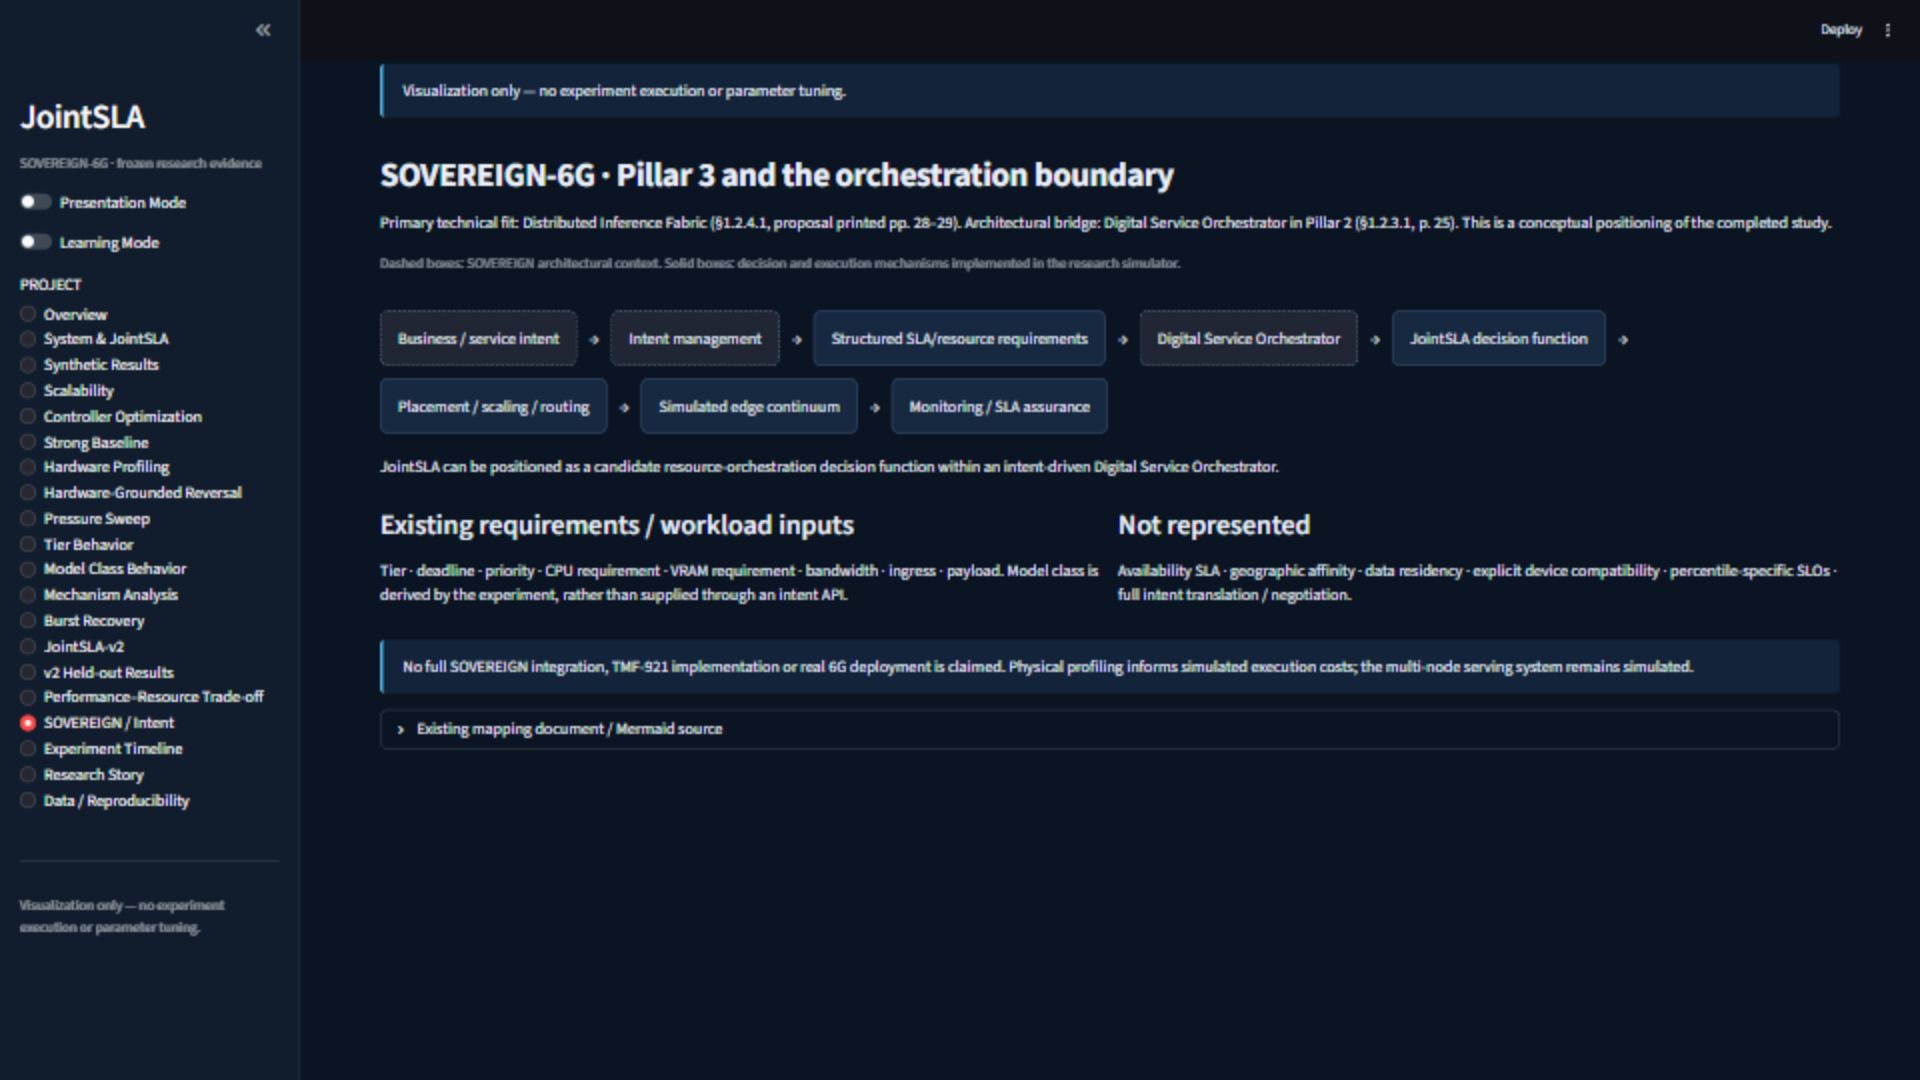 JointSLA
SOVEREIGN-6G · frozen research evidence
Presentation Mode
Learning Mode
PROJECT
Overview
System & JointSLA
Synthetic Results
Scalability
Controller Optimization
Strong Baseline
Hardware Profiling
Hardware-Grounded Reversal
Pressure Sweep
Tier Behavior
Model Class Behavior
Mechanism Analysis
Burst Recovery
JointSLA-v2
v2 Held-out Results
Performance–Resource Trade-off
SOVEREIGN / Intent
Experiment Timeline
Research Story
Data / Reproducibility
Visualization only — no experiment
execution or parameter tuning.
Deploy
Visualization only — no experiment execution or parameter tuning.
SOVEREIGN-6G · Pillar 3 and the orchestration boundary
Primary technical fit: Distributed Inference Fabric (§1.2.4.1, proposal printed pp. 28–29). Architectural bridge: Digital Service Orchestrator in Pillar 2 (§1.2.3.1, p. 25). This is a conceptual positioning of the completed study.
Dashed boxes: SOVEREIGN architectural context. Solid boxes: decision and execution mechanisms implemented in the research simulator.
Business / service intent → Intent management → Structured SLA/resource requirements → Digital Service Orchestrator → JointSLA decision function →
Placement / scaling / routing → Simulated edge continuum → Monitoring / SLA assurance
JointSLA can be positioned as a candidate resource-orchestration decision function within an intent-driven Digital Service Orchestrator.
Existing requirements / workload inputs
Tier · deadline · priority · CPU requirement · VRAM requirement · bandwidth · ingress · payload. Model class is
derived by the experiment, rather than supplied through an intent API.
Not represented
Availability SLA · geographic affinity · data residency · explicit device compatibility · percentile-specific SLOs ·
full intent translation / negotiation.
No full SOVEREIGN integration, TMF-921 implementation or real 6G deployment is claimed. Physical profiling informs simulated execution costs; the multi-node serving system remains simulated.
Existing mapping document / Mermaid source